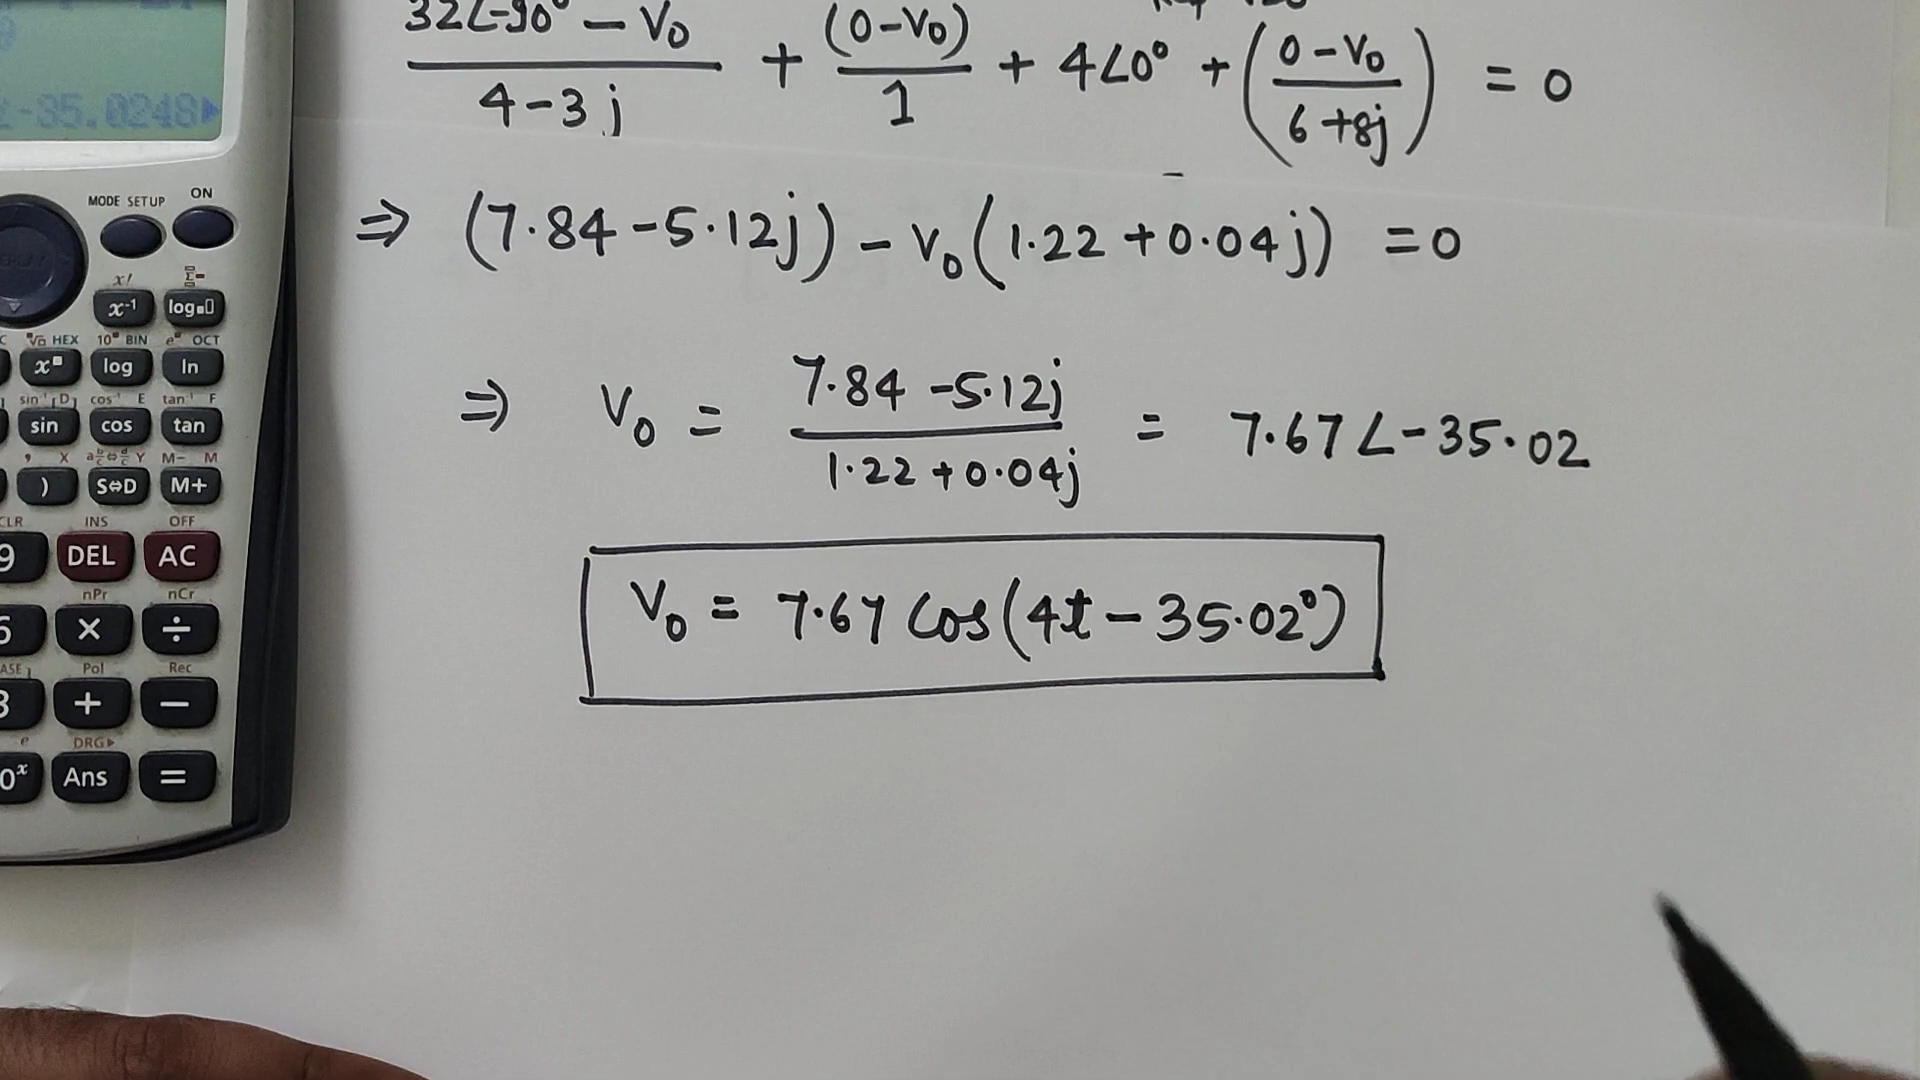 32∠-90° - V₀ / 4-3j + (0-V₀) / 1 + 4∠0° + (0-V₀ / 6+8j) = 0
⇒ (7.84-5.12j) - V₀(1.22+0.04j) = 0
⇒ V₀ = 7.84-5.12j / 1.22+0.04j = 7.67∠-35.02
V₀ = 7.67 Cos(4t-35.02°)
∠-35.0248▶
MODE SETUP ON
x!
x⁻¹ log
√ HEX 10 BIN e OCT
x log ln
sin⁻¹ D cos⁻¹ E tan⁻¹ F
sin cos tan
, X a b/c⇔d/c Y M- M
) S⇔D M+
CLR INS OFF
9 DEL AC
nPr nCr
6 × ÷
BASE Pol Rec
3 + −
e DRG▶
10ˣ Ans =